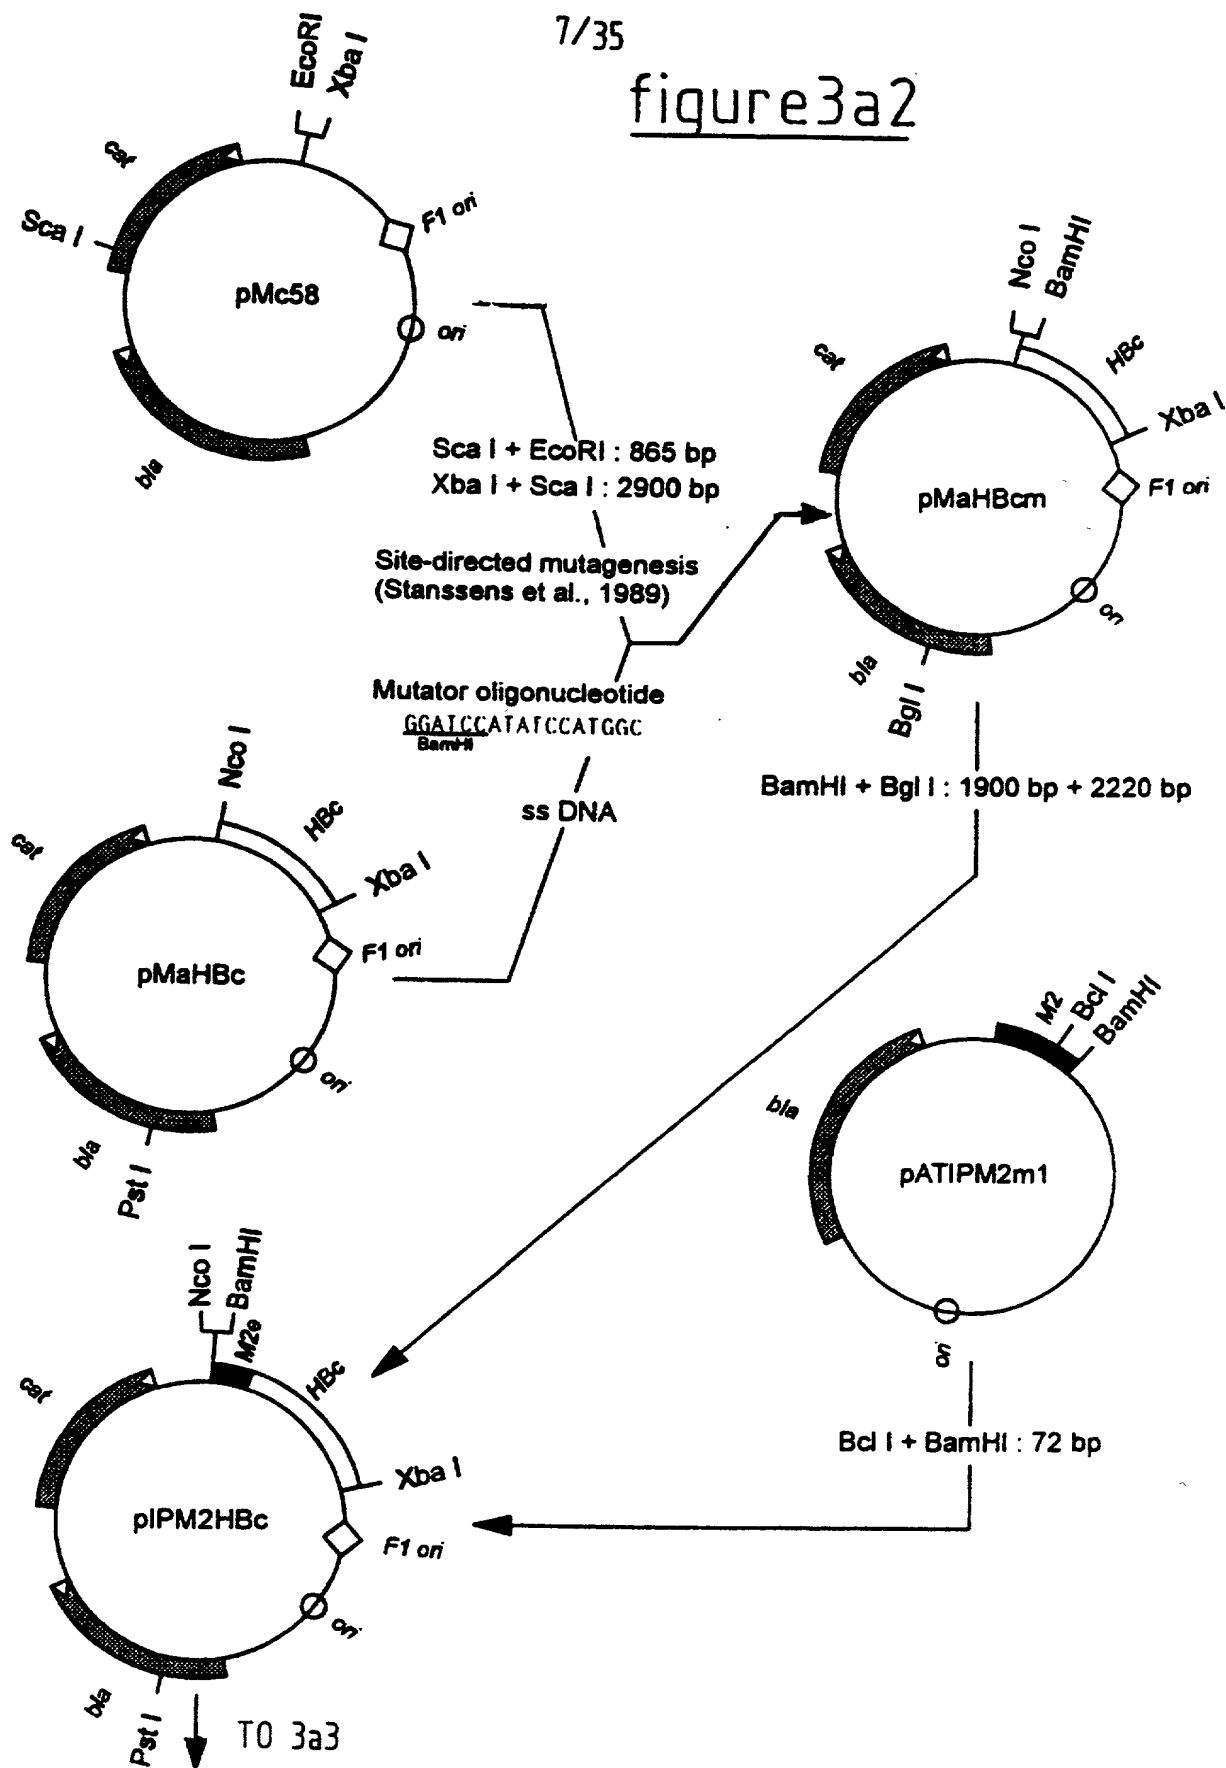 7/35
figure3a2
EcoRI
Xba I
cat
Sca I
F1 ori
pMc58
ori
bla
Sca I + EcoRI : 865 bp
Xba I + Sca I : 2900 bp
Site-directed mutagenesis
(Stanssens et al., 1989)
Mutator oligonucleotide
GGATCCATATCCATGGC
BamHI
ss DNA
Nco I
BamHI
HBc
cat
Xba I
F1 ori
pMaHBcm
ori
bla
Bgl I
BamHI + Bgl I : 1900 bp + 2220 bp
Nco I
HBc
cat
Xba I
F1 ori
pMaHBc
ori
bla
Pst I
M2
Bcl I
BamHI
bla
pATIPM2m1
ori
Bcl I + BamHI : 72 bp
Nco I
BamHI
M2e
HBc
cat
Xba I
pIPM2HBc
F1 ori
ori
bla
Pst I
TO 3a3